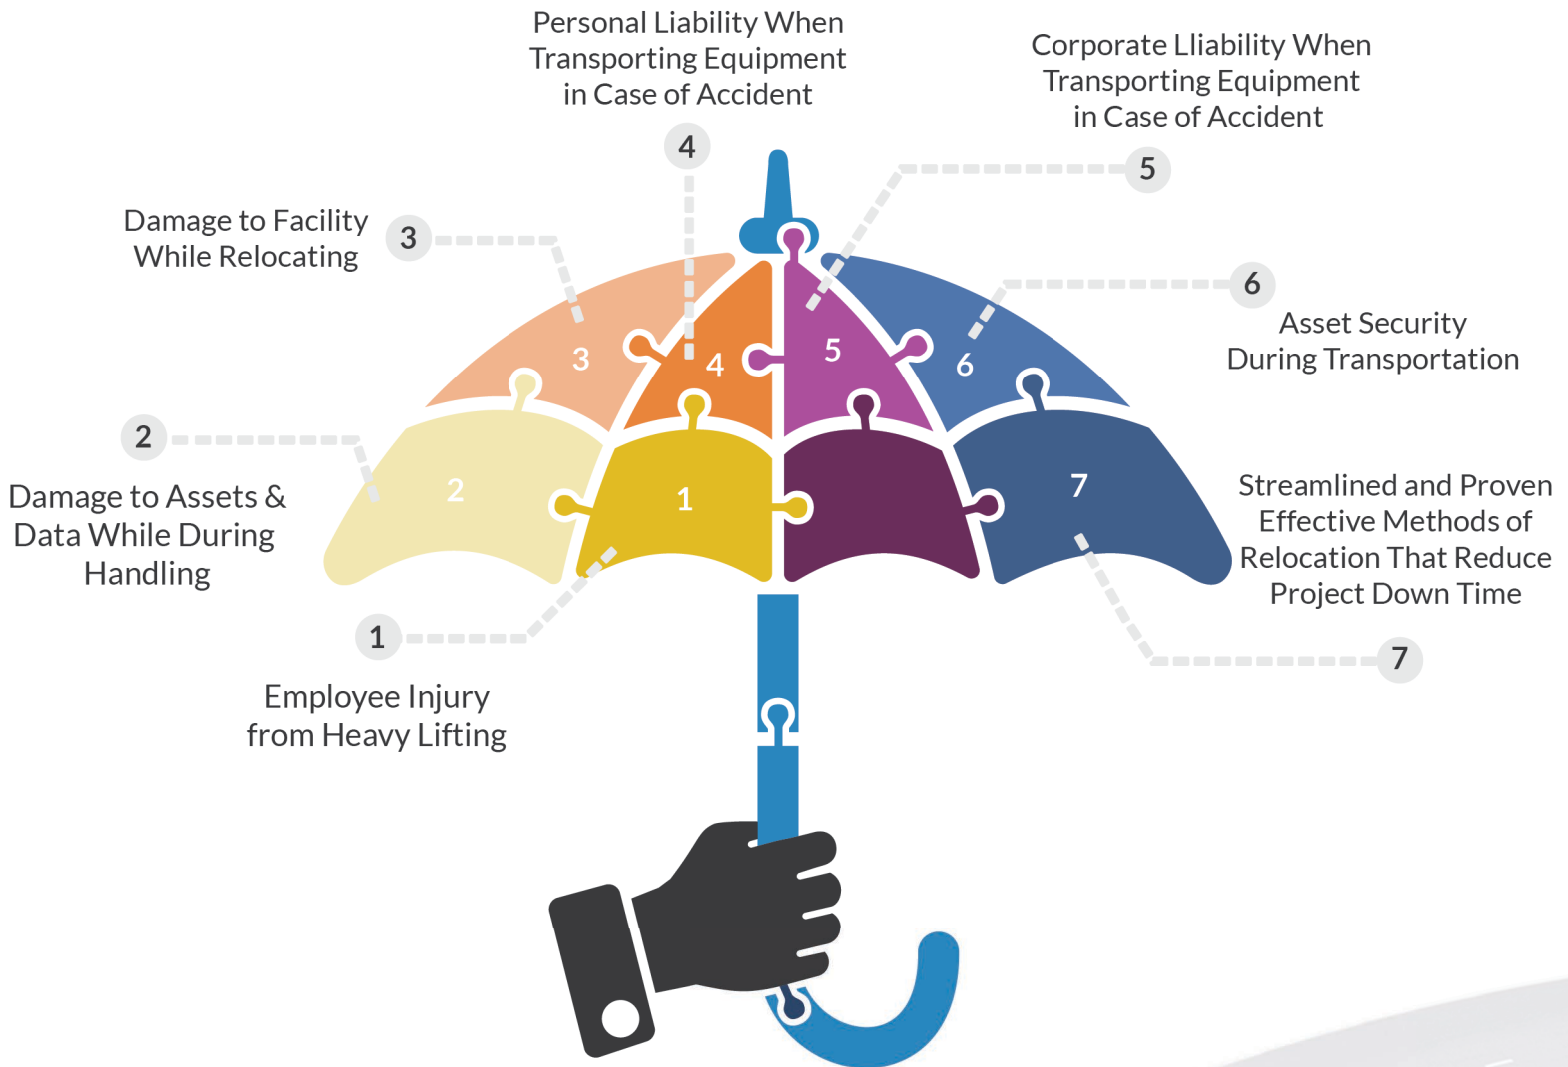 Personal Liability When
Transporting Equipment
in Case of Accident
4
Corporate Lliability When
Transporting Equipment
in Case of Accident
5
Damage to Facility
While Relocating
3
6
Asset Security
During Transportation
3
4
5
6
2
Damage to Assets &
Data While During
Handling
2
1
7
Streamlined and Proven
Effective Methods of
Relocation That Reduce
Project Down Time
7
1
Employee Injury
from Heavy Lifting